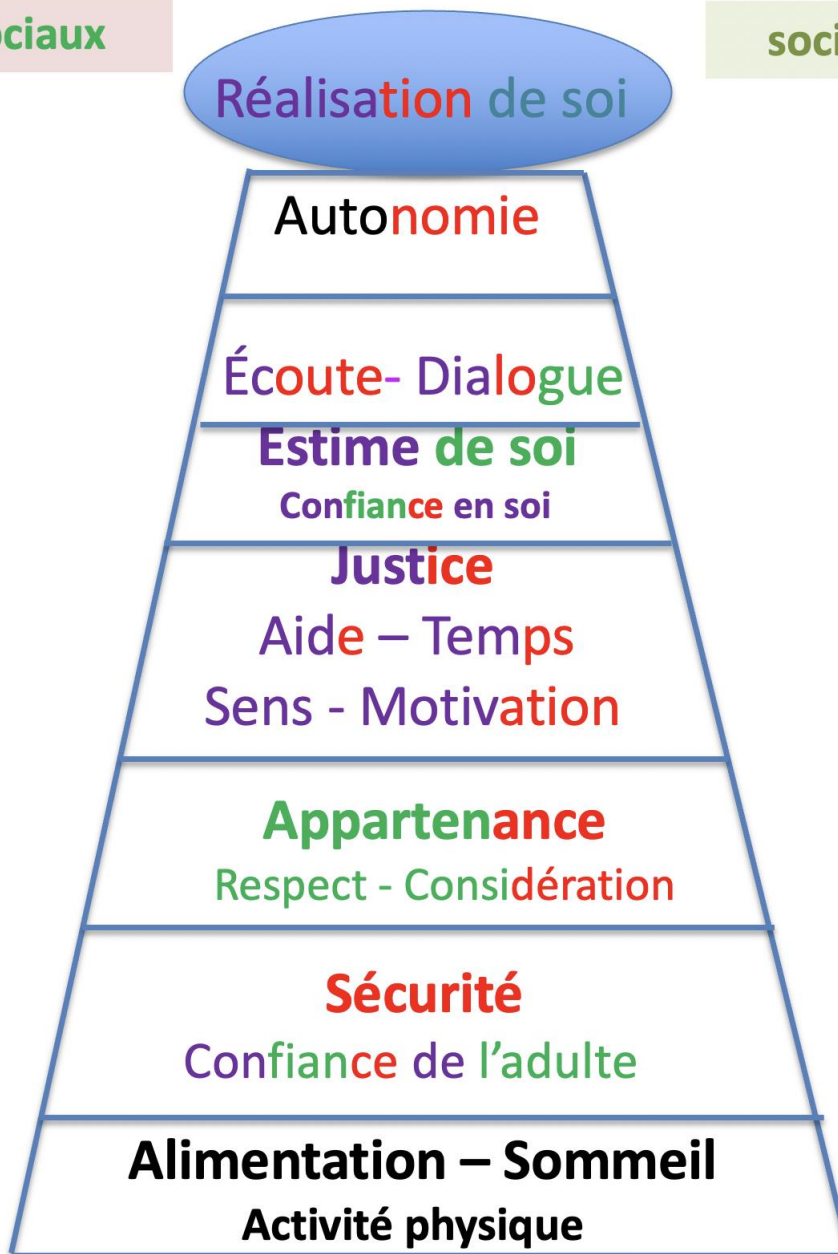 ociaux
soci
Réalisation de soi
Autonomie
Écoute- Dialogue
Estime de soi
Confiance en soi
Justice
Aide – Temps
Sens - Motivation
Appartenance
Respect - Considération
Sécurité
Confiance de l’adulte
Alimentation – Sommeil
Activité physique